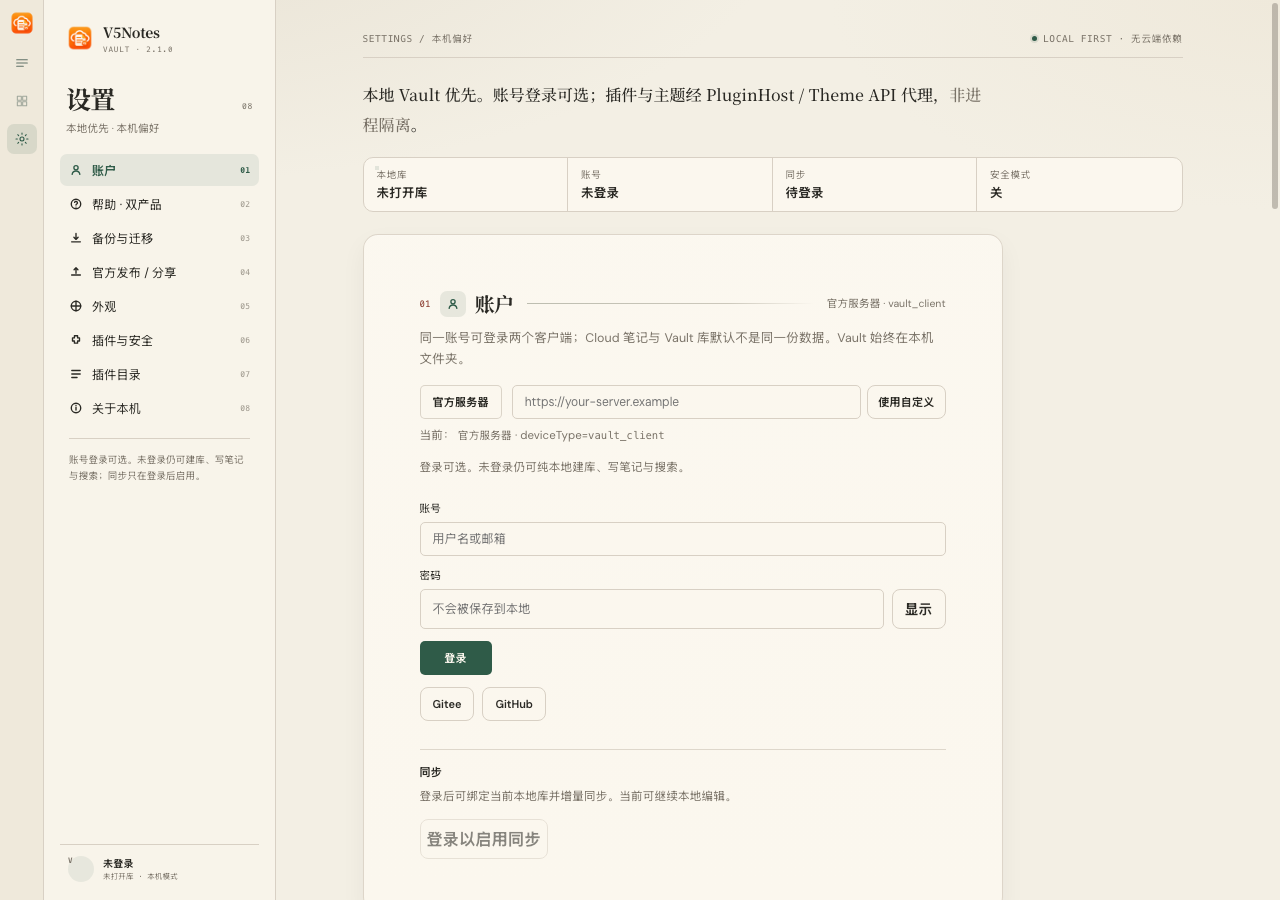 V5Notes
VAULT · 2.1.0
设置
08
本地优先 · 本机偏好
账户 01
帮助 · 双产品 02
备份与迁移 03
官方发布 / 分享 04
外观 05
插件与安全 06
插件目录 07
关于本机 08
账号登录可选。未登录仍可建库、写笔记
与搜索；同步只在登录后启用。
V
未登录
未打开库 · 本机模式
SETTINGS / 本机偏好
LOCAL FIRST · 无云端依赖
本地 Vault 优先。账号登录可选；插件与主题经 PluginHost / Theme API 代理，非进
程隔离。
本地库
未打开库
账号
未登录
同步
待登录
安全模式
关
01 账户
官方服务器 · vault_client
同一账号可登录两个客户端；Cloud 笔记与 Vault 库默认不是同一份数据。Vault 始终在本机
文件夹。
官方服务器 https://your-server.example 使用自定义
当前： 官方服务器 · deviceType=vault_client
登录可选。未登录仍可纯本地建库、写笔记与搜索。
账号
用户名或邮箱
密码
不会被保存到本地 显示
登录
Gitee GitHub
同步
登录后可绑定当前本地库并增量同步。当前可继续本地编辑。
登录以启用同步